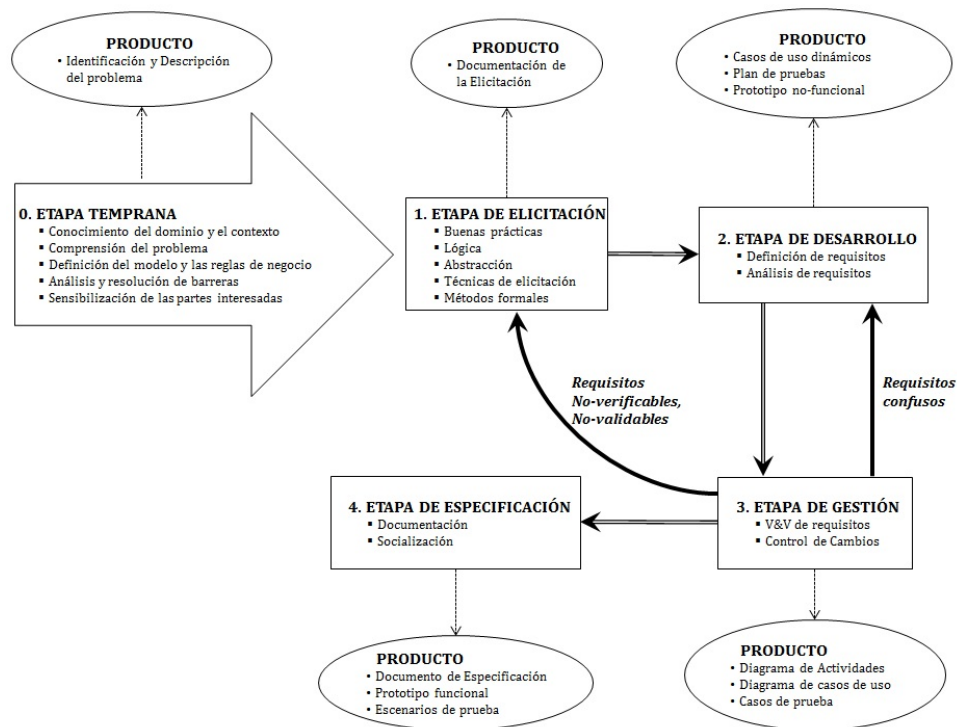 PRODUCTO
▪ Identificación y Descripción
del problema
PRODUCTO
▪ Documentación de
la Elicitación
PRODUCTO
▪ Casos de uso dinámicos
▪ Plan de pruebas
▪ Prototipo no-funcional
0. ETAPA TEMPRANA
▪ Conocimiento del dominio y el contexto
▪ Comprensión del problema
▪ Definición del modelo y las reglas de negocio
▪ Análisis y resolución de barreras
▪ Sensibilización de las partes interesadas
1. ETAPA DE ELICITACIÓN
▪ Buenas prácticas
▪ Lógica
▪ Abstracción
▪ Técnicas de elicitación
▪ Métodos formales
2. ETAPA DE DESARROLLO
▪ Definición de requisitos
▪ Análisis de requisitos
Requisitos
No-verificables,
No-validables
Requisitos
confusos
4. ETAPA DE ESPECIFICACIÓN
▪ Documentación
▪ Socialización
3. ETAPA DE GESTIÓN
▪ V&V de requisitos
▪ Control de Cambios
PRODUCTO
▪ Documento de Especificación
▪ Prototipo funcional
▪ Escenarios de prueba
PRODUCTO
▪ Diagrama de Actividades
▪ Diagrama de casos de uso
▪ Casos de prueba